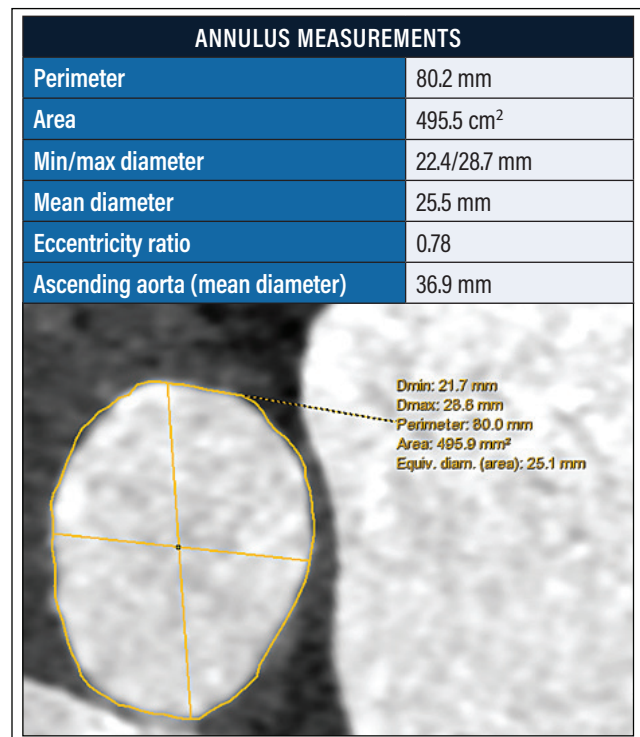 ANNULUS MEASUREMENTS
Perimeter 80.2 mm
Area 495.5 cm²
Min/max diameter 22.4/28.7 mm
Mean diameter 25.5 mm
Eccentricity ratio 0.78
Ascending aorta (mean diameter) 36.9 mm
Dmin: 21.7 mm
Dmax: 28.6 mm
Perimeter: 80.0 mm
Area: 495.9 mm²
Equiv. diam. (area): 25.1 mm